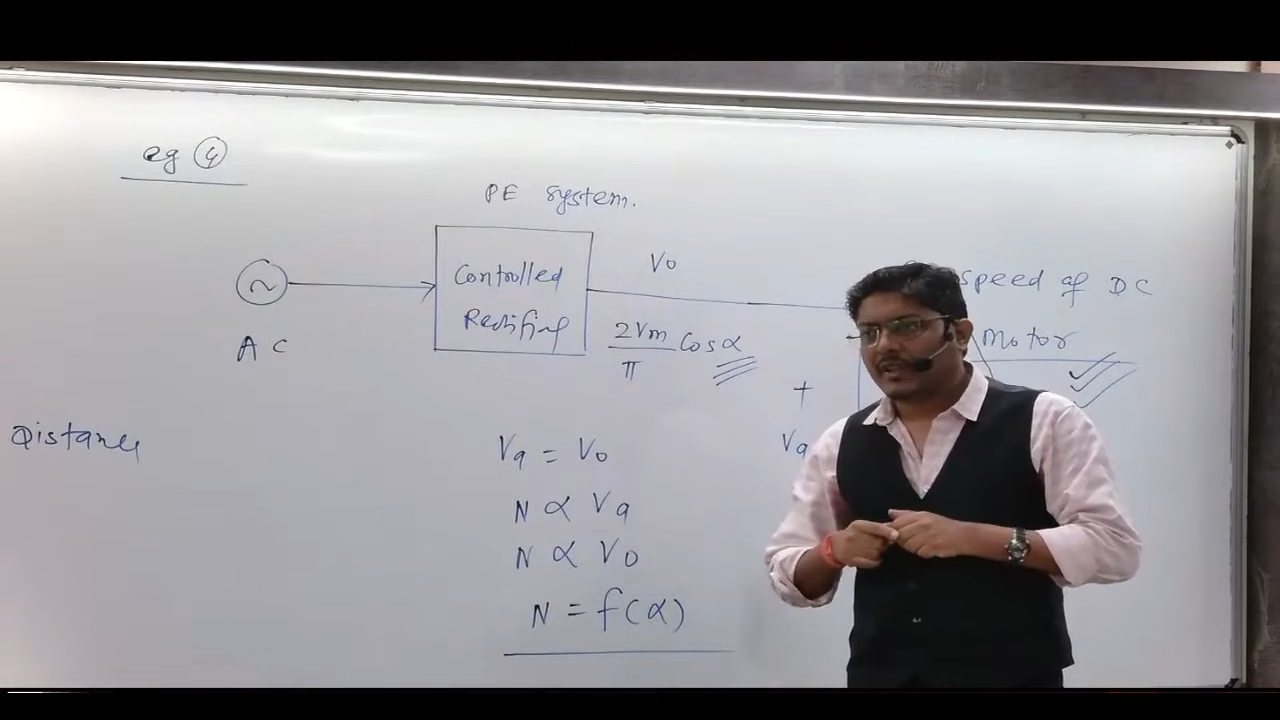 eg ④
PE system.
Controlled
Rectifier
~
AC
Vo
2Vm/π Cos α
speed of DC
Motor
+
Va
Distance
Va = Vo
N ∝ Va
N ∝ Vo
N = f(α)